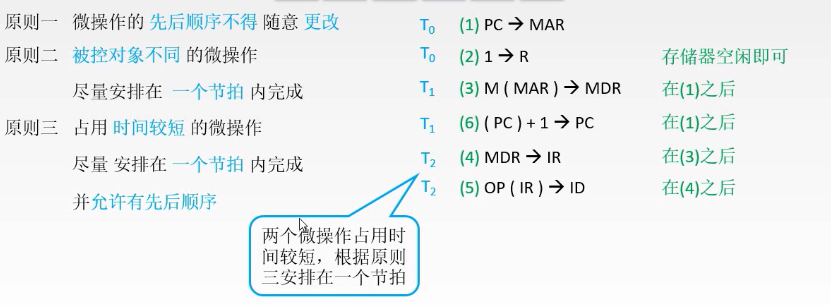 原则一 微操作的 先后顺序不得 随意 更改 T0 (1) PC → MAR
原则二 被控对象不同 的微操作 T0 (2) 1 → R 存储器空闲即可
尽量安排在 一个节拍 内完成 T1 (3) M ( MAR ) → MDR 在(1)之后
原则三 占用 时间较短 的微操作 T1 (6) ( PC ) + 1 → PC 在(1)之后
尽量 安排在 一个节拍 内完成 T2 (4) MDR → IR 在(3)之后
并允许有先后顺序 T2 (5) OP ( IR ) → ID 在(4)之后
两个微操作占用时
间较短，根据原则
三安排在一个节拍